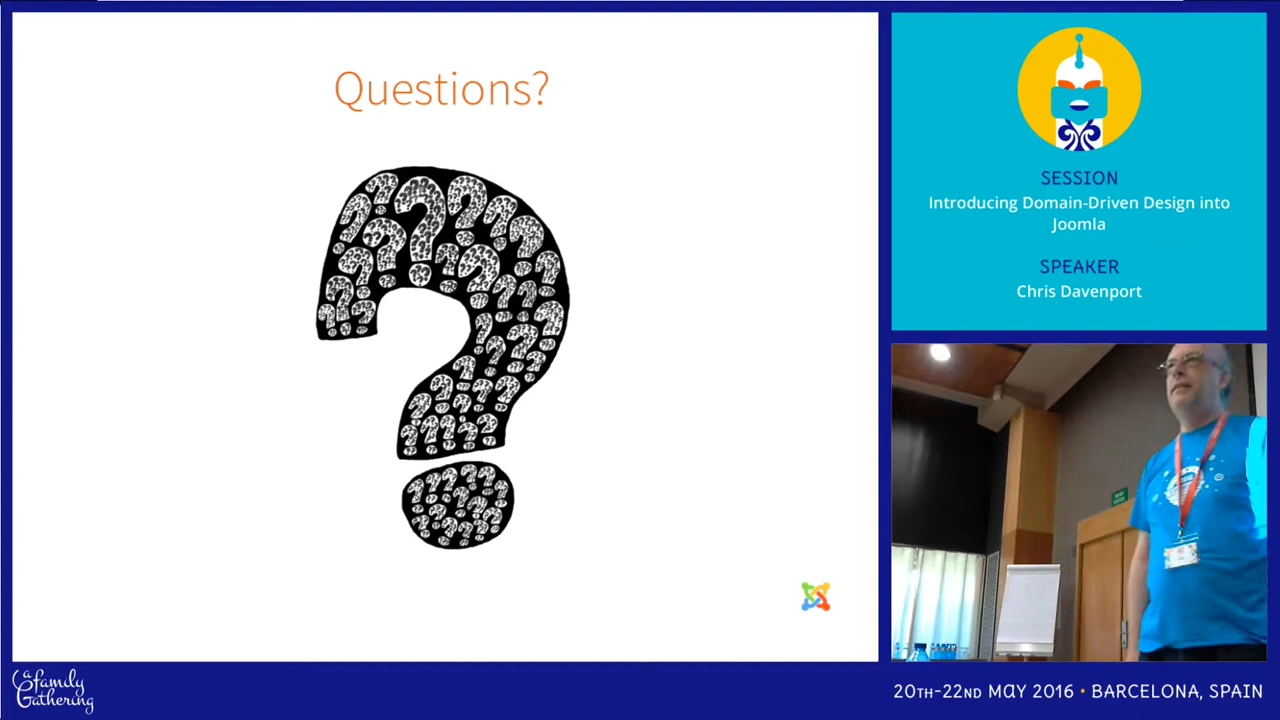 Questions?
SESSION
Introducing Domain-Driven Design into
Joomla
SPEAKER
Chris Davenport
a family
Gathering
20TH-22ND MAY 2016 • BARCELONA, SPAIN